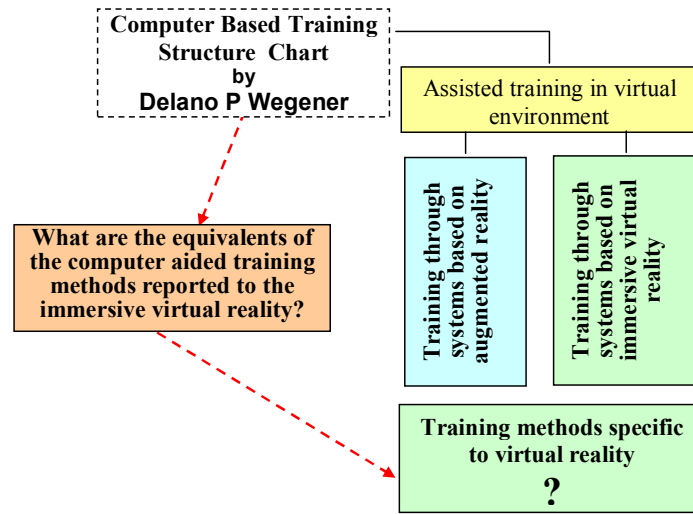 Computer Based Training
Structure Chart
by
Delano P Wegener
Assisted training in virtual
environment
Training through
systems based on
augmented reality
Training through
systems based on
immersive virtual
reality
What are the equivalents of
the computer aided training
methods reported to the
immersive virtual reality?
Training methods specific
to virtual reality
?